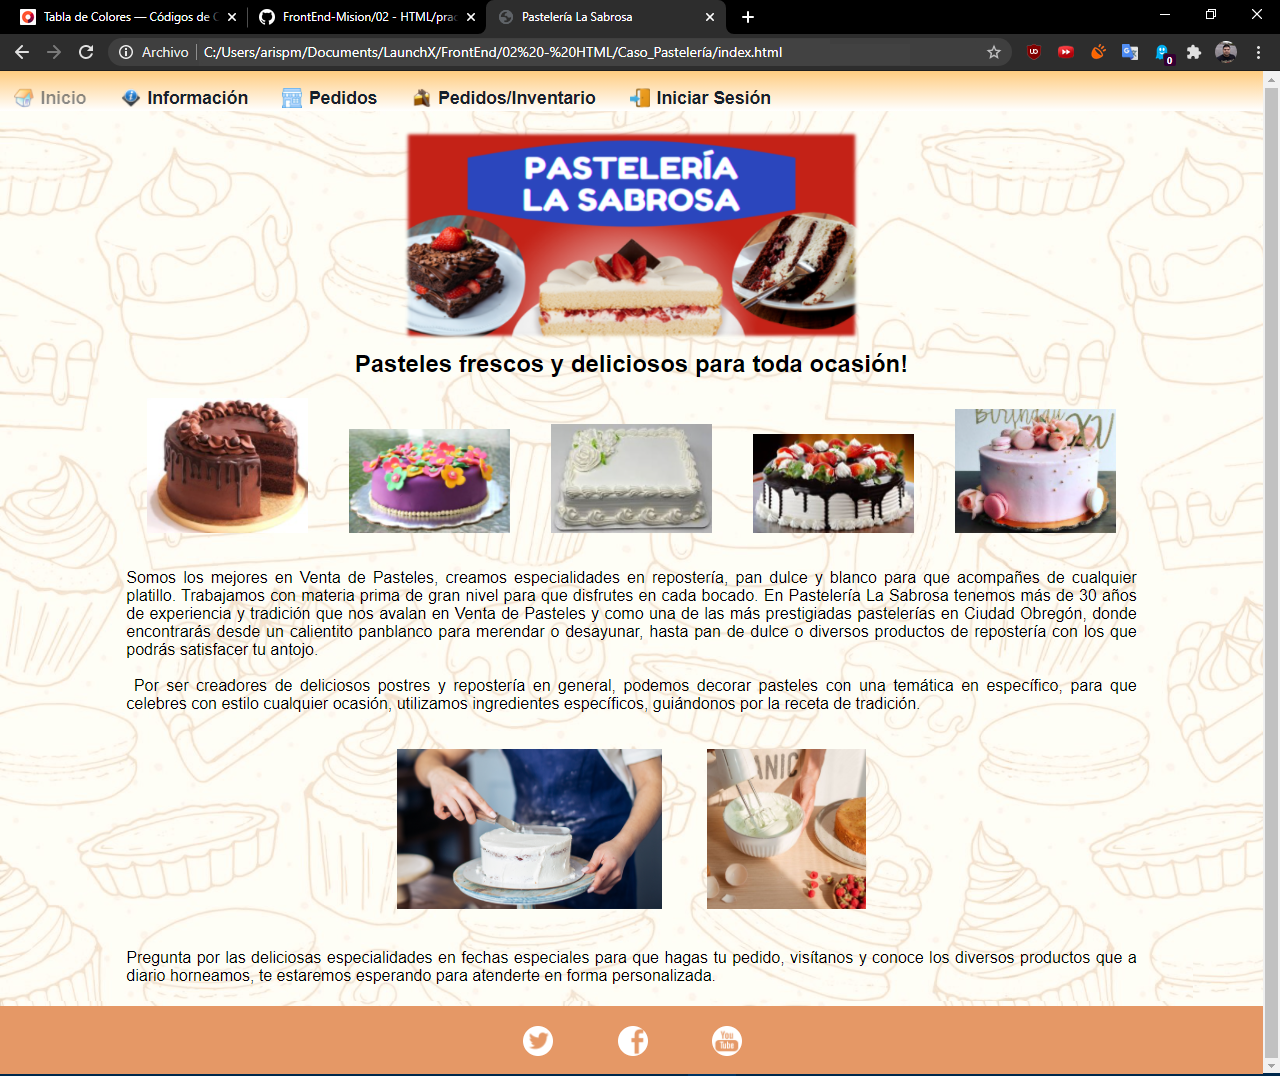 Tabla de Colores — Códigos de C
FrontEnd-Mision/02 - HTML/prac
Pastelería La Sabrosa
Archivo
C:/Users/arispm/Documents/LaunchX/FrontEnd/02%20-%20HTML/Caso_Pastelería/index.html
0
Inicio
Información
Pedidos
Pedidos/Inventario
Iniciar Sesión
PASTELERÍA
LA SABROSA
Pasteles frescos y deliciosos para toda ocasión!
Birthday
XV
Somos los mejores en Venta de Pasteles, creamos especialidades en repostería, pan dulce y blanco para que acompañes de cualquier
platillo. Trabajamos con materia prima de gran nivel para que disfrutes en cada bocado. En Pastelería La Sabrosa tenemos más de 30 años
de experiencia y tradición que nos avalan en Venta de Pasteles y como una de las más prestigiadas pastelerías en Ciudad Obregón, donde
encontrarás desde un calientito panblanco para merendar o desayunar, hasta pan de dulce o diversos productos de repostería con los que
podrás satisfacer tu antojo.
Por ser creadores de deliciosos postres y repostería en general, podemos decorar pasteles con una temática en específico, para que
celebres con estilo cualquier ocasión, utilizamos ingredientes específicos, guiándonos por la receta de tradición.
ANIC
Pregunta por las deliciosas especialidades en fechas especiales para que hagas tu pedido, visítanos y conoce los diversos productos que a
diario horneamos, te estaremos esperando para atenderte en forma personalizada.
You
Tube